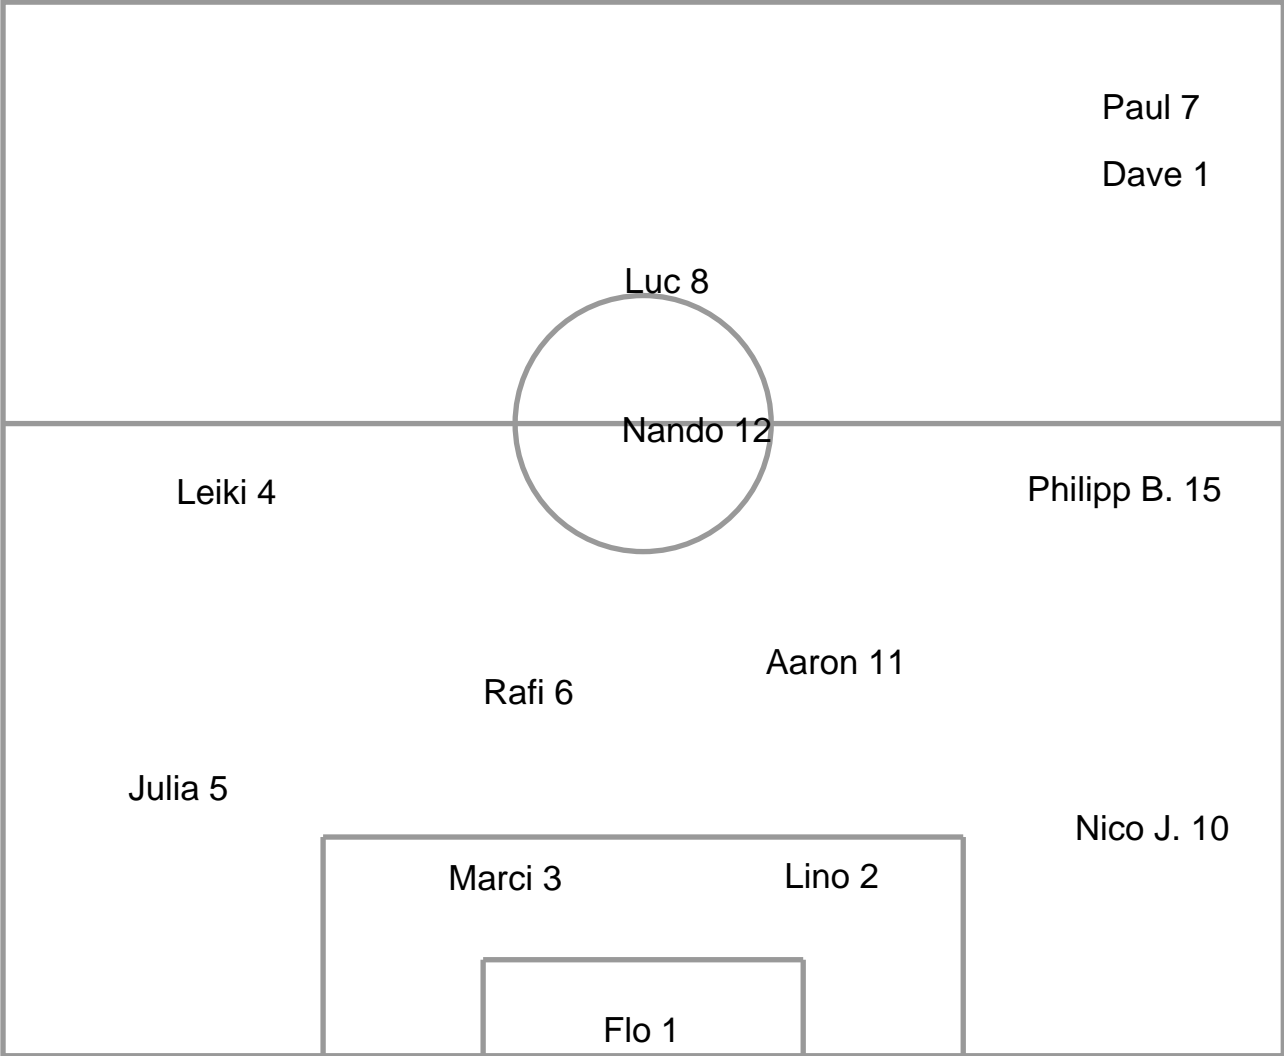 Paul 7
Dave 1
Luc 8
Nando 12
Leiki 4
Philipp B. 15
Aaron 11
Rafi 6
Julia 5
Nico J. 10
Marci 3
Lino 2
Flo 1